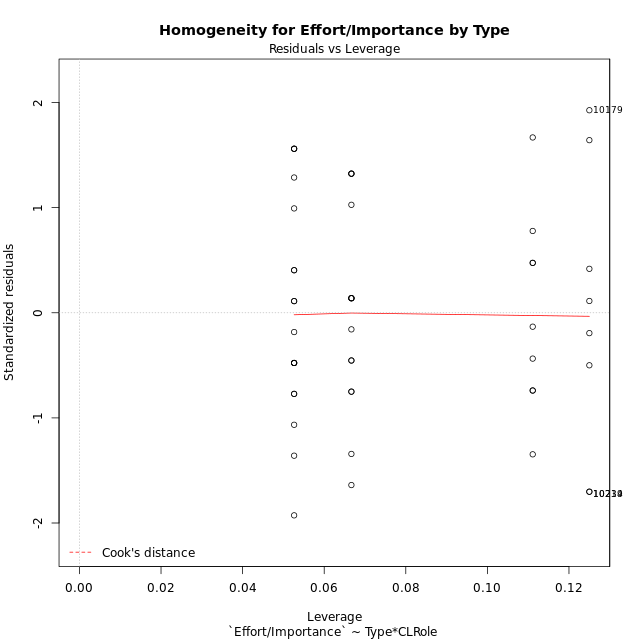 Homogeneity for Effort/Importance by Type
Residuals vs Leverage
Standardized residuals
2
1
0
-1
-2
10179
Cook's distance
0.00 0.02 0.04 0.06 0.08 0.10 0.12
Leverage
`Effort/Importance` ~ Type*CLRole